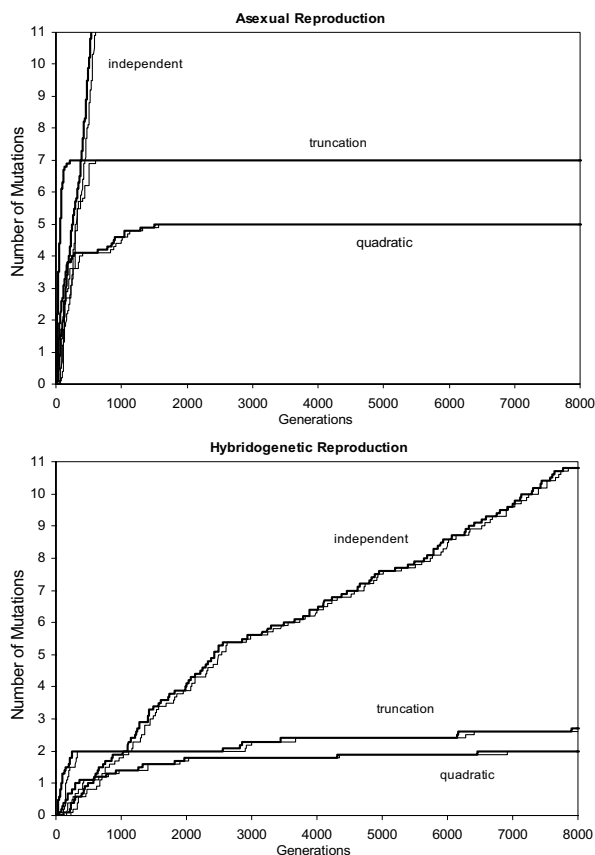 Asexual Reproduction
11
10
9
8
7
6
5
4
3
2
1
0
Number of Mutations
independent
truncation
quadratic
0 1000 2000 3000 4000 5000 6000 7000 8000
Generations
Hybridogenetic Reproduction
11
10
9
8
7
6
5
4
3
2
1
0
Number of Mutations
independent
truncation
quadratic
0 1000 2000 3000 4000 5000 6000 7000 8000
Generations